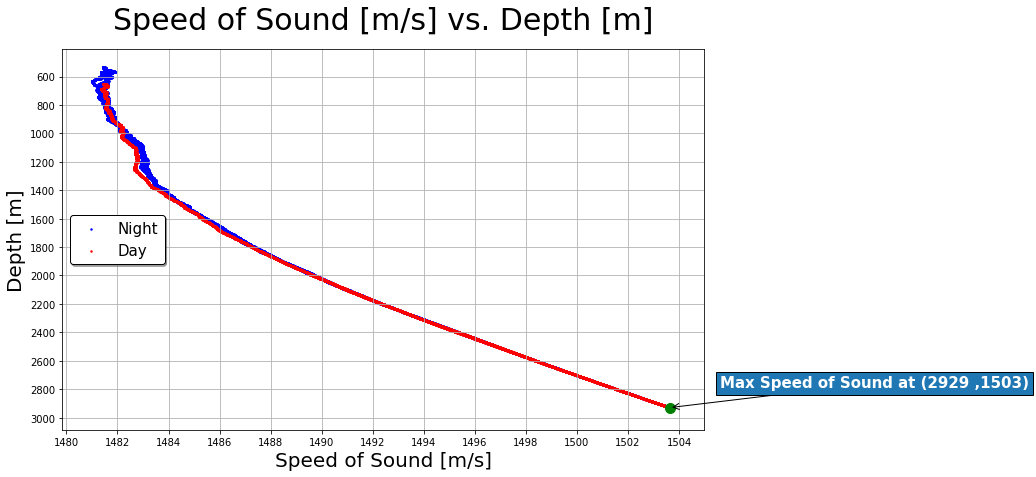 Speed of Sound [m/s] vs. Depth [m]
Depth [m]
600
800
1000
1200
1400
1600
1800
2000
2200
2400
2600
2800
3000
Night
Day
Max Speed of Sound at (2929 ,1503)
1480 1482 1484 1486 1488 1490 1492 1494 1496 1498 1500 1502 1504
Speed of Sound [m/s]